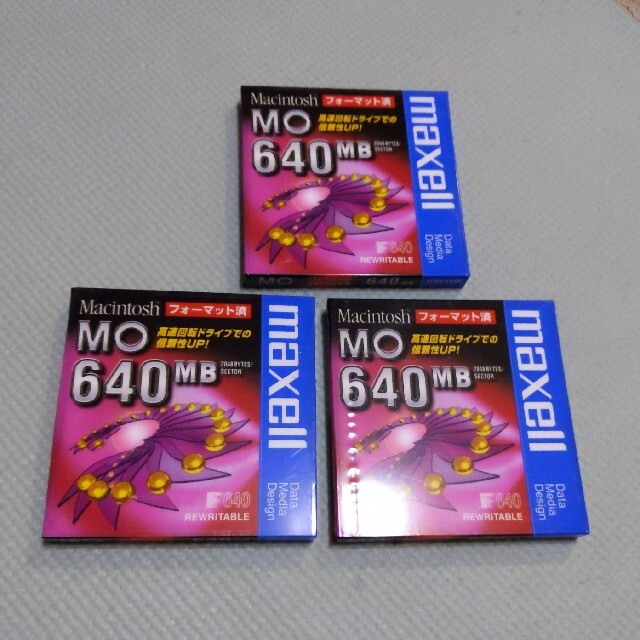 Macintosh フォーマット済
MO 高速回転ドライブでの
信頼性UP!
640MB 2048BYTES/
SECTOR
maxell
Data
Media
Design
F640
REWRITABLE
MO 640MB
Macintosh フォーマット済
MO 高速回転ドライブでの
信頼性UP!
640MB 2048BYTES/
SECTOR
maxell
Data
Media
Design
F640
REWRITABLE
Macintosh フォーマット済
MO 高速回転ドライブでの
信頼性UP!
640MB 2048BYTES/
SECTOR
maxell
Data
Media
Design
F640
REWRITABLE